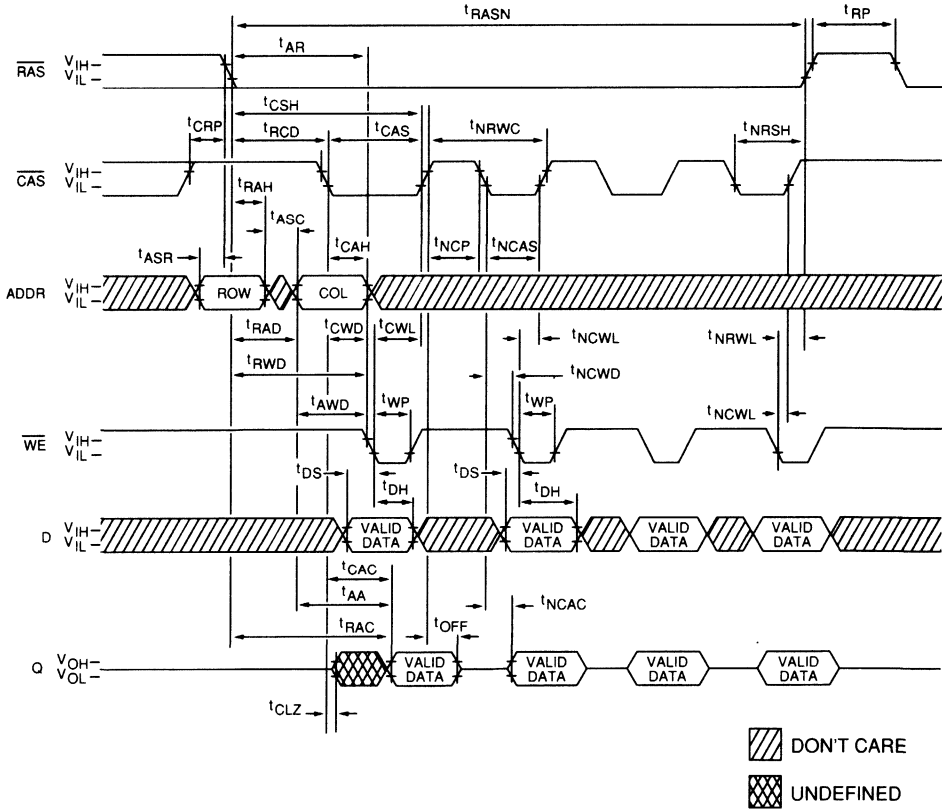 tRASN
tRP
tAR
RAS
VIH
VIL
tCSH
tCRP
tRCD
tCAS
tNRWC
tNRSH
CAS
VIH
VIL
tRAH
tASC
tASR
tCAH
tNCP
tNCAS
ADDR
VIH
VIL
ROW
COL
tRAD
tCWD
tCWL
tNCWL
tNRWL
tRWD
tNCWD
tAWD
tWP
tWP
tNCWL
WE
VIH
VIL
tDS
tDH
tDS
tDH
D
VIH
VIL
VALID DATA
VALID DATA
VALID DATA
VALID DATA
tCAC
tAA
tNCAC
tRAC
tOFF
Q
VOH
VOL
VALID DATA
VALID DATA
VALID DATA
VALID DATA
tCLZ
DON'T CARE
UNDEFINED